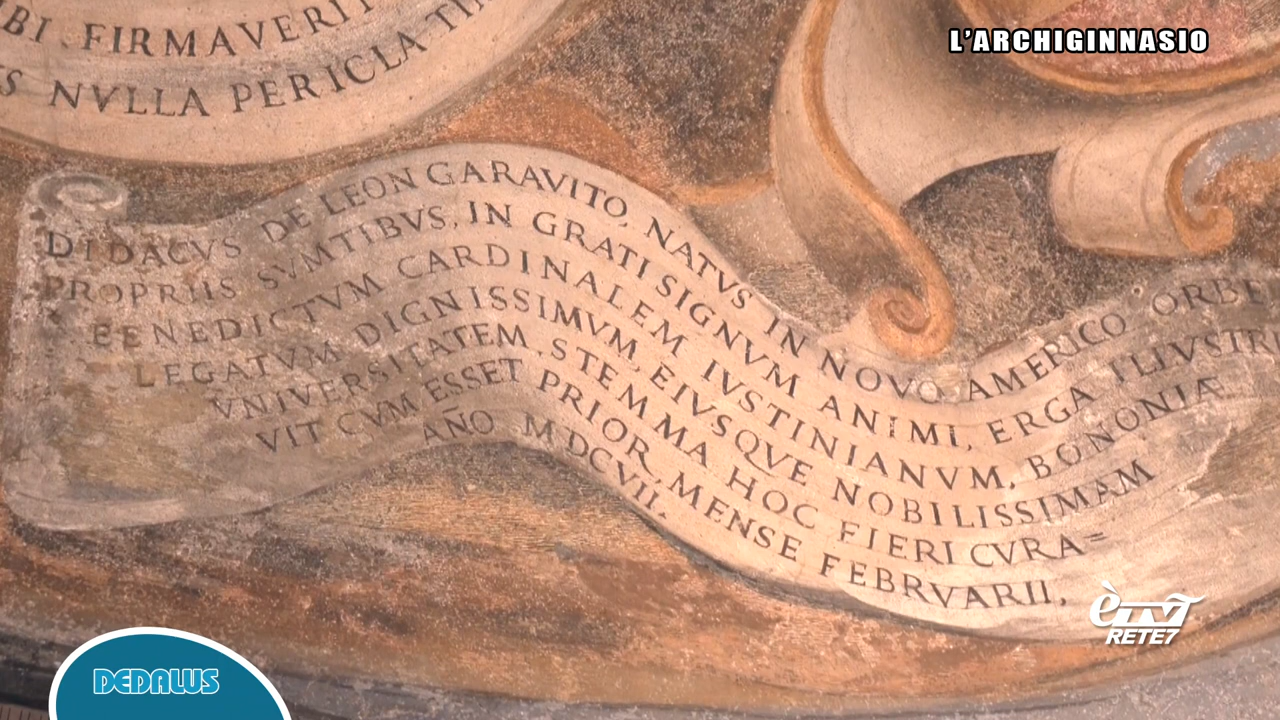 L'ARCHIGINNASIO
FIRMAVERIT
NVLLA PERICLA
DIDACVS DE LEON GARAVITO, NATVS IN NOVO AMERICO ORBE
PROPRIIS SVMTIBVS, IN GRATI SIGNVM ANIMI, ERGA ILLVSTRI
BENEDICTVM CARDINALEM IVSTINIANVM, BONONIÆ
LEGATVM DIGNISSIMVM, EIVSQVE NOBILISSIMAM
VNIVERSITATEM, STEMMA HOC FIERI CVRA=
VIT CVM ESSET PRIOR, MENSE FEBRVARII,
AÑO MDCVII.
èTV
RETE7
DEDALUS